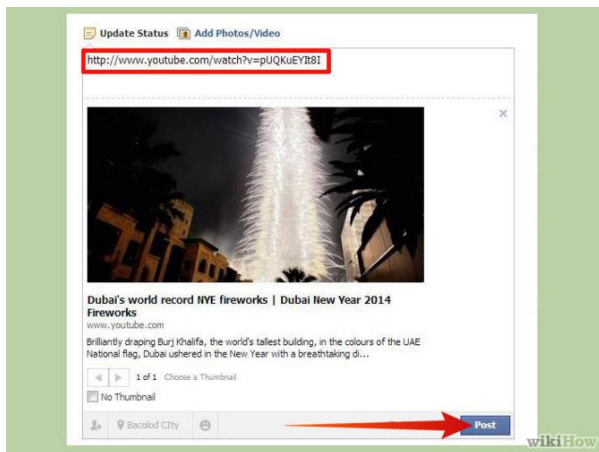 Update Status Add Photos/Video
http://www.youtube.com/watch?v=pUQKuEYIt8I
Dubai's world record NYE fireworks | Dubai New Year 2014
Fireworks
www.youtube.com
Brilliantly draping Burj Khalifa, the world's tallest building, in the colours of the UAE
National flag, Dubai ushered in the New Year with a breathtaking di...
1 of 1 Choose a Thumbnail
No Thumbnail
Bacolod City
Post
wikiHow